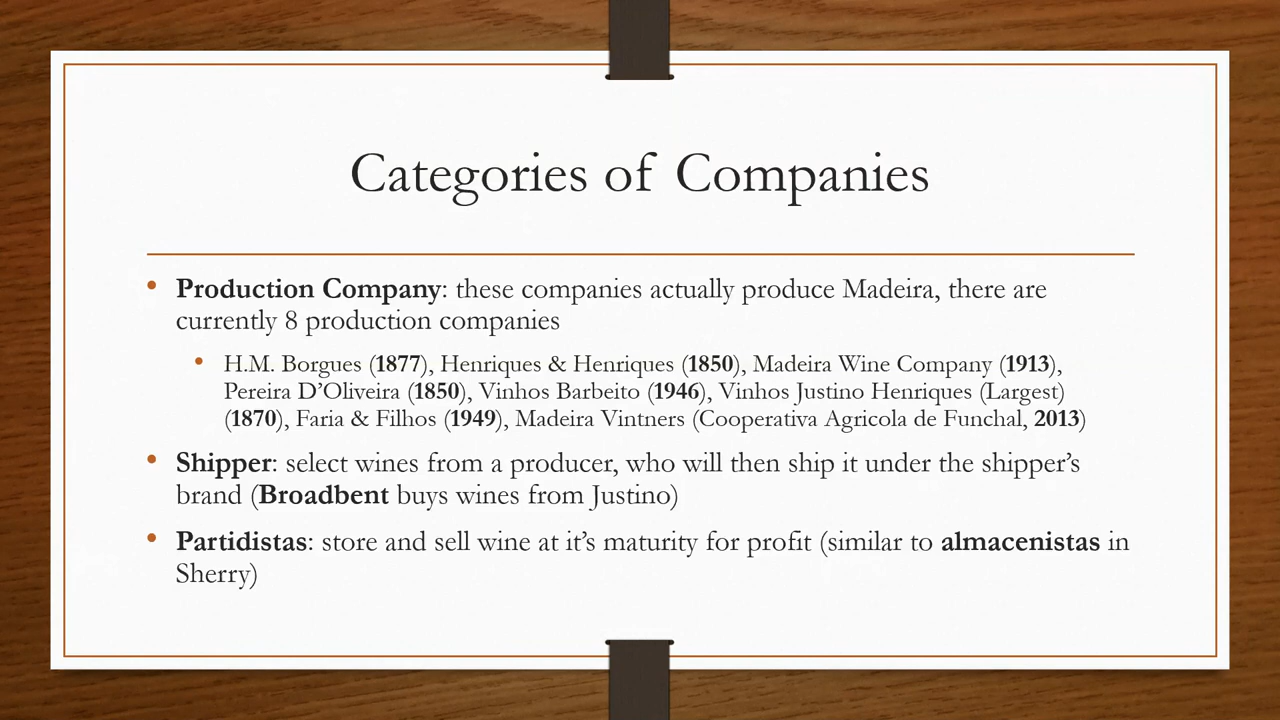 Categories of Companies
• Production Company: these companies actually produce Madeira, there are
currently 8 production companies
• H.M. Borgues (1877), Henriques & Henriques (1850), Madeira Wine Company (1913),
Pereira D’Oliveira (1850), Vinhos Barbeito (1946), Vinhos Justino Henriques (Largest)
(1870), Faria & Filhos (1949), Madeira Vintners (Cooperativa Agricola de Funchal, 2013)
• Shipper: select wines from a producer, who will then ship it under the shipper’s
brand (Broadbent buys wines from Justino)
• Partidistas: store and sell wine at it’s maturity for profit (similar to almacenistas in
Sherry)